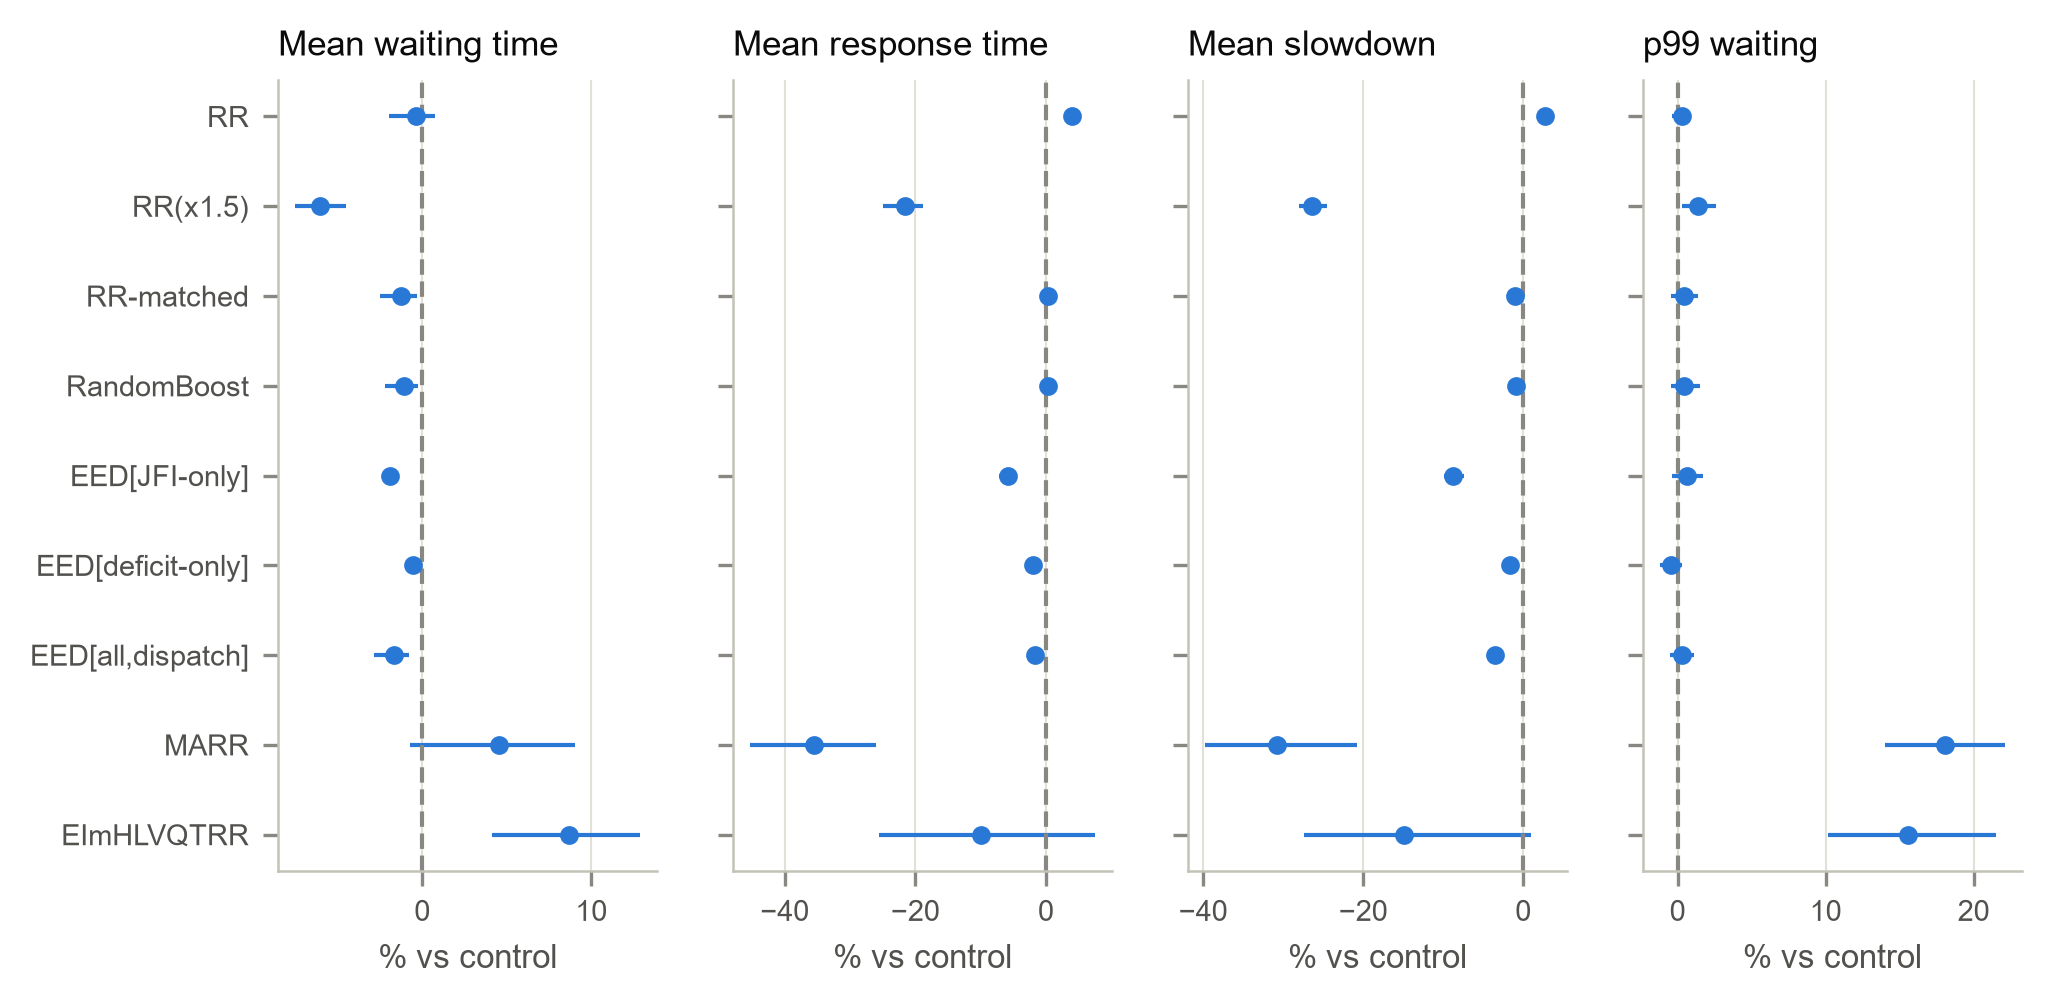 Mean waiting time
Mean response time
Mean slowdown
p99 waiting
RR
RR(x1.5)
RR-matched
RandomBoost
EED[JFI-only]
EED[deficit-only]
EED[all,dispatch]
MARR
EImHLVQTRR
0 10
−40 −20 0
−40 −20 0
0 10 20
% vs control
% vs control
% vs control
% vs control